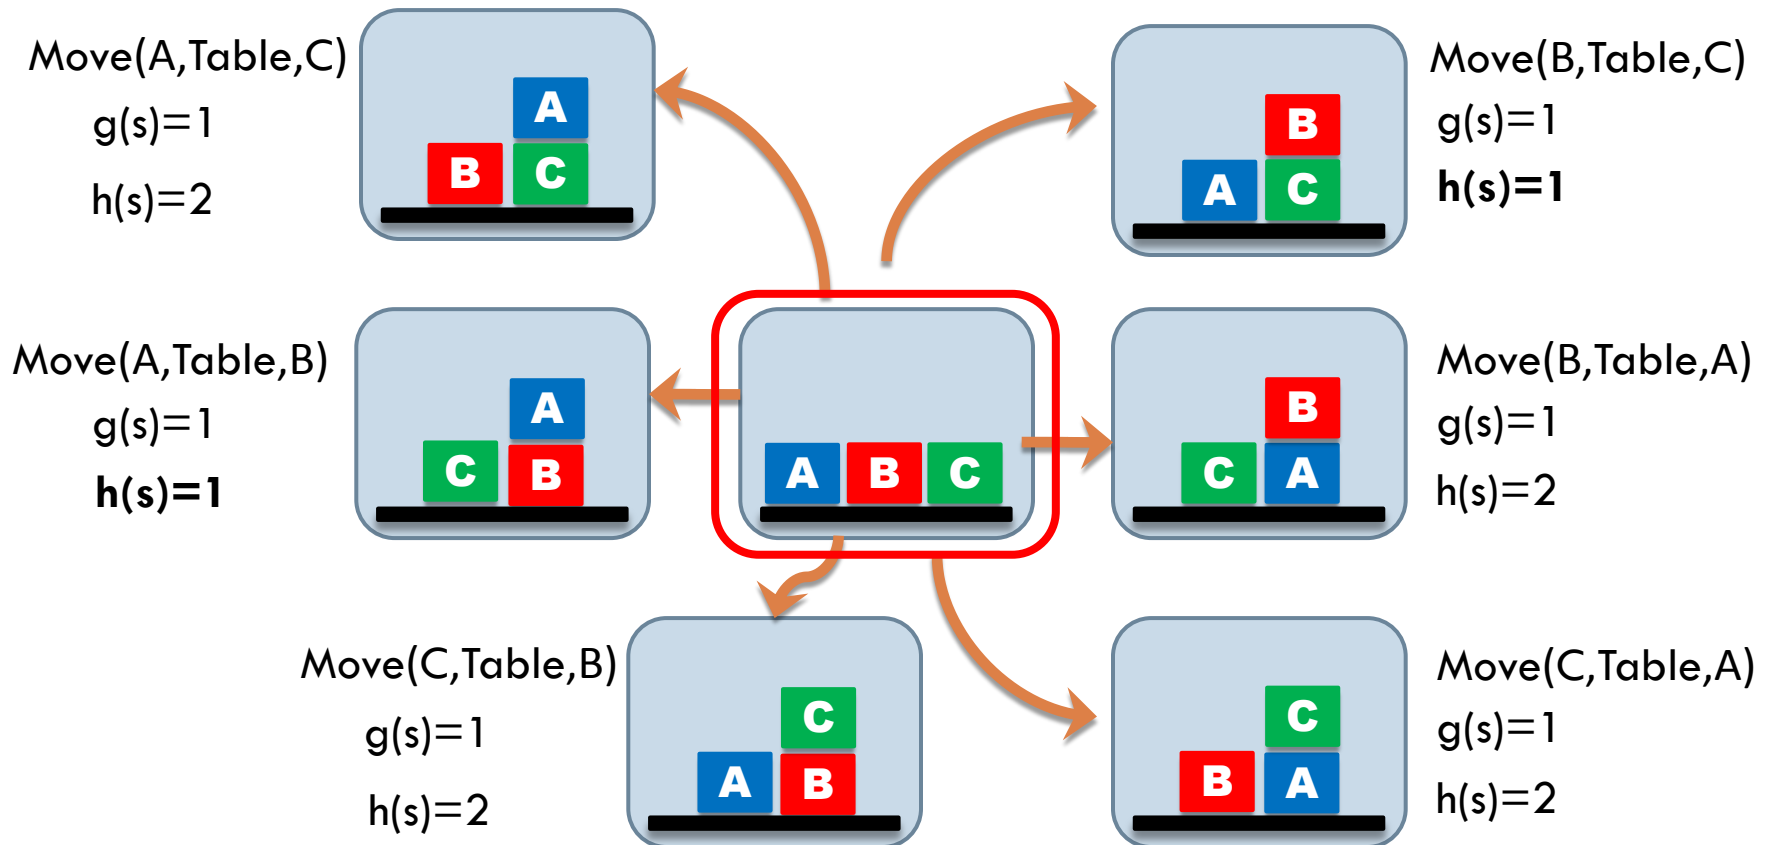 Move(A,Table,C)
g(s)=1
h(s)=2
A
B C
Move(B,Table,C)
g(s)=1
h(s)=1
B
A C
Move(A,Table,B)
g(s)=1
h(s)=1
A
C B
A B C
Move(B,Table,A)
g(s)=1
h(s)=2
B
C A
Move(C,Table,B)
g(s)=1
h(s)=2
C
A B
Move(C,Table,A)
g(s)=1
h(s)=2
C
B A